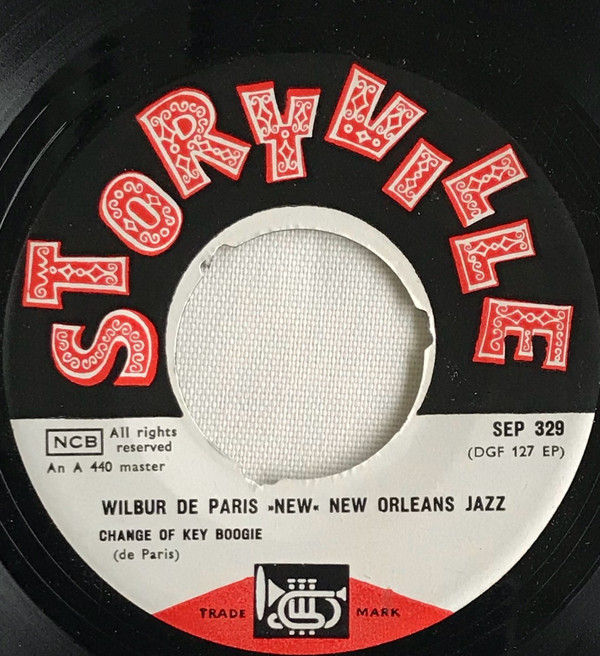 STORYVILLE
NCB All rights
reserved
An A 440 master
SEP 329
(DGF 127 EP)
WILBUR DE PARIS »NEW« NEW ORLEANS JAZZ
CHANGE OF KEY BOOGIE
(de Paris)
TRADE MARK